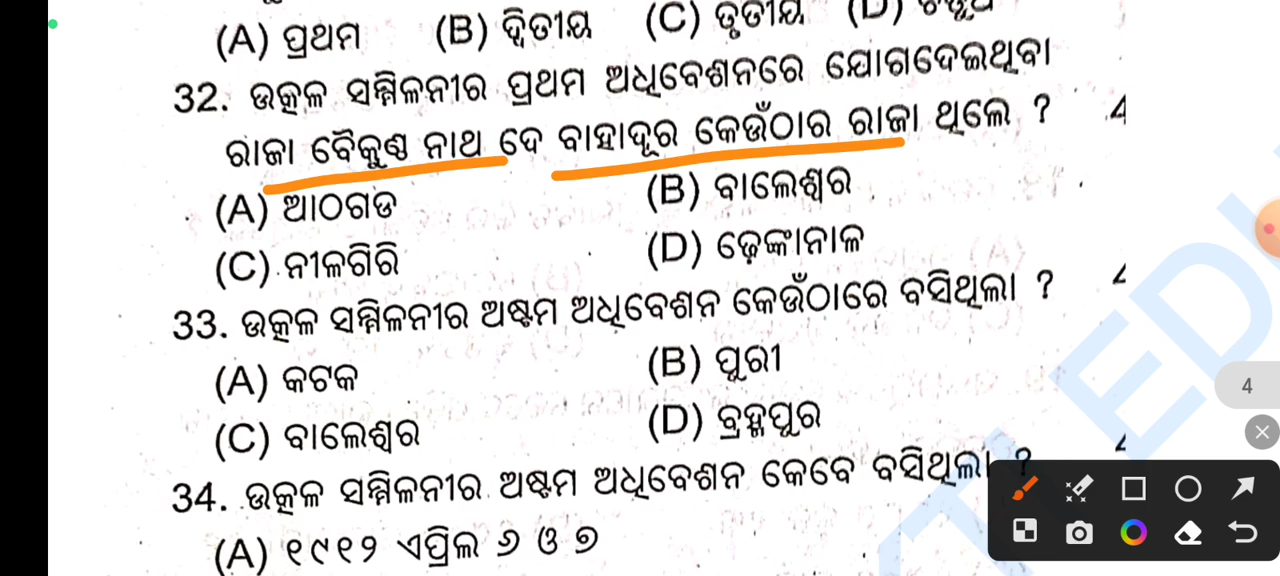 (A) ପ୍ରଥମ (B) ଦ୍ୱିତୀୟ (C) ତୃତୀୟ (D)
32. ଉତ୍କଳ ସମ୍ମିଳନୀର ପ୍ରଥମ ଅଧିବେଶନରେ ଯୋଗଦେଇଥିବା
ରାଜା ବୈକୁଣ୍ଠ ନାଥ ଦେ ବାହାଦୂର କେଉଁଠାର ରାଜା ଥିଲେ ?
(A) ଆଠଗଡ (B) ବାଲେଶ୍ୱର
(C) ନୀଳଗିରି (D) ଢ଼େଙ୍କାନାଳ
33. ଉତ୍କଳ ସମ୍ମିଳନୀର ଅଷ୍ଟମ ଅଧିବେଶନ କେଉଁଠାରେ ବସିଥିଲା ?
(A) କଟକ (B) ପୁରୀ
(C) ବାଲେଶ୍ୱର (D) ବ୍ରହ୍ମପୁର
34. ଉତ୍କଳ ସମ୍ମିଳନୀର ଅଷ୍ଟମ ଅଧିବେଶନ କେବେ ବସିଥିଲା ?
(A) ୧୯୧୨ ଏପ୍ରିଲ ୬ ଓ ୭
4